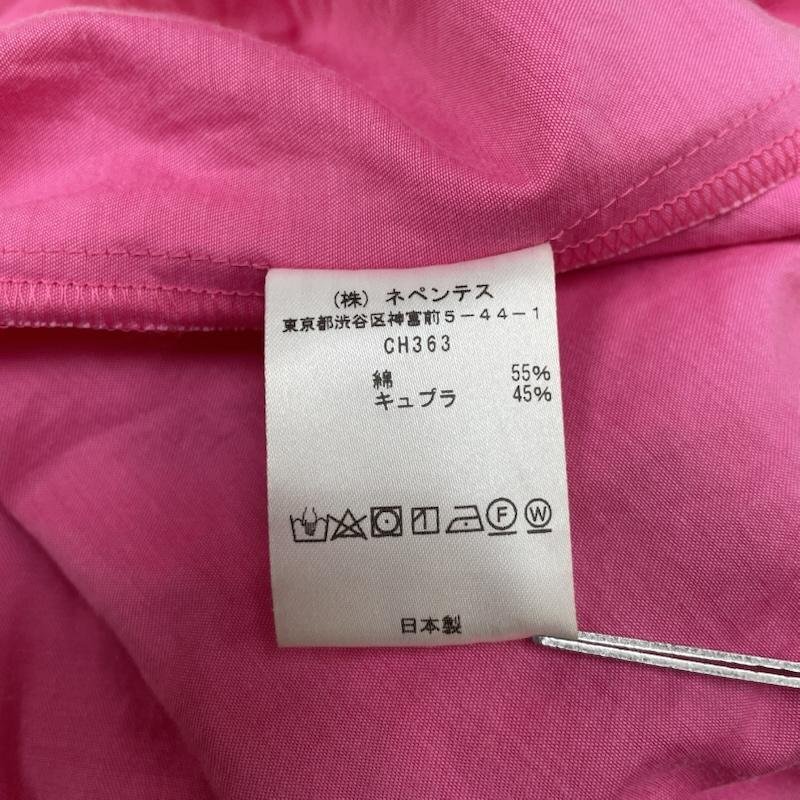 (株) ネペンテス
東京都渋谷区神宮前5-44-1
CH363
綿 55%
キュプラ 45%
F W
日本製